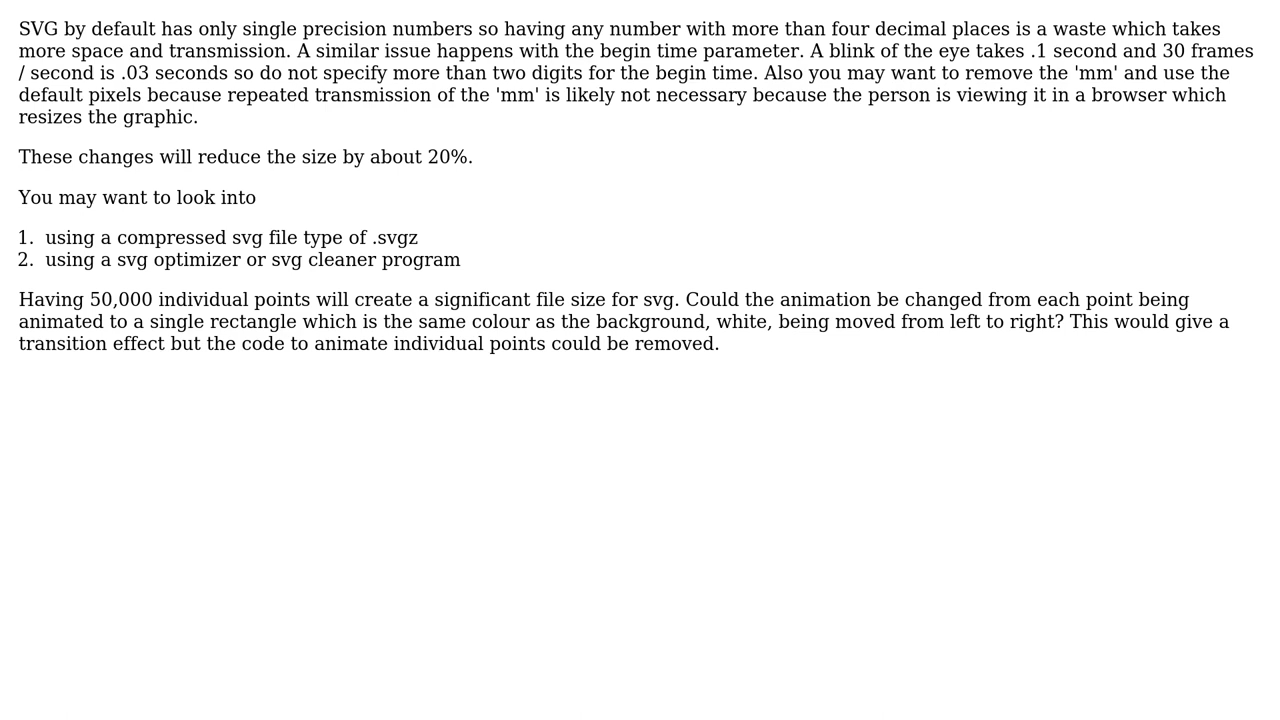 SVG by default has only single precision numbers so having any number with more than four decimal places is a waste which takes
more space and transmission. A similar issue happens with the begin time parameter. A blink of the eye takes .1 second and 30 frames
/ second is .03 seconds so do not specify more than two digits for the begin time. Also you may want to remove the 'mm' and use the
default pixels because repeated transmission of the 'mm' is likely not necessary because the person is viewing it in a browser which
resizes the graphic.
These changes will reduce the size by about 20%.
You may want to look into
1. using a compressed svg file type of .svgz
2. using a svg optimizer or svg cleaner program
Having 50,000 individual points will create a significant file size for svg. Could the animation be changed from each point being
animated to a single rectangle which is the same colour as the background, white, being moved from left to right? This would give a
transition effect but the code to animate individual points could be removed.